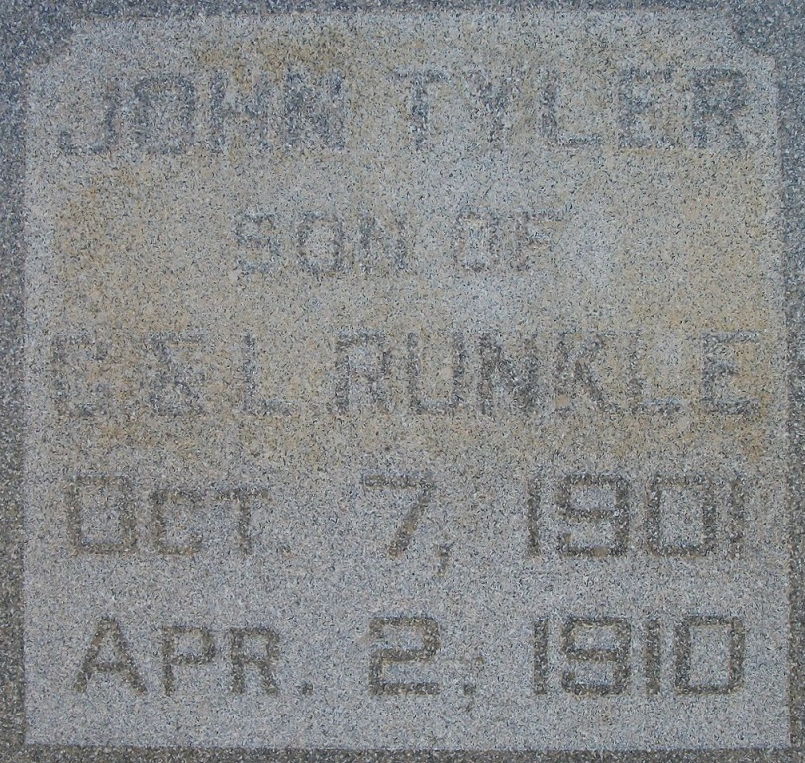 JOHN TYLER
SON OF
C & L RUNKLE
OCT. 7, 1901
APR. 2, 1910